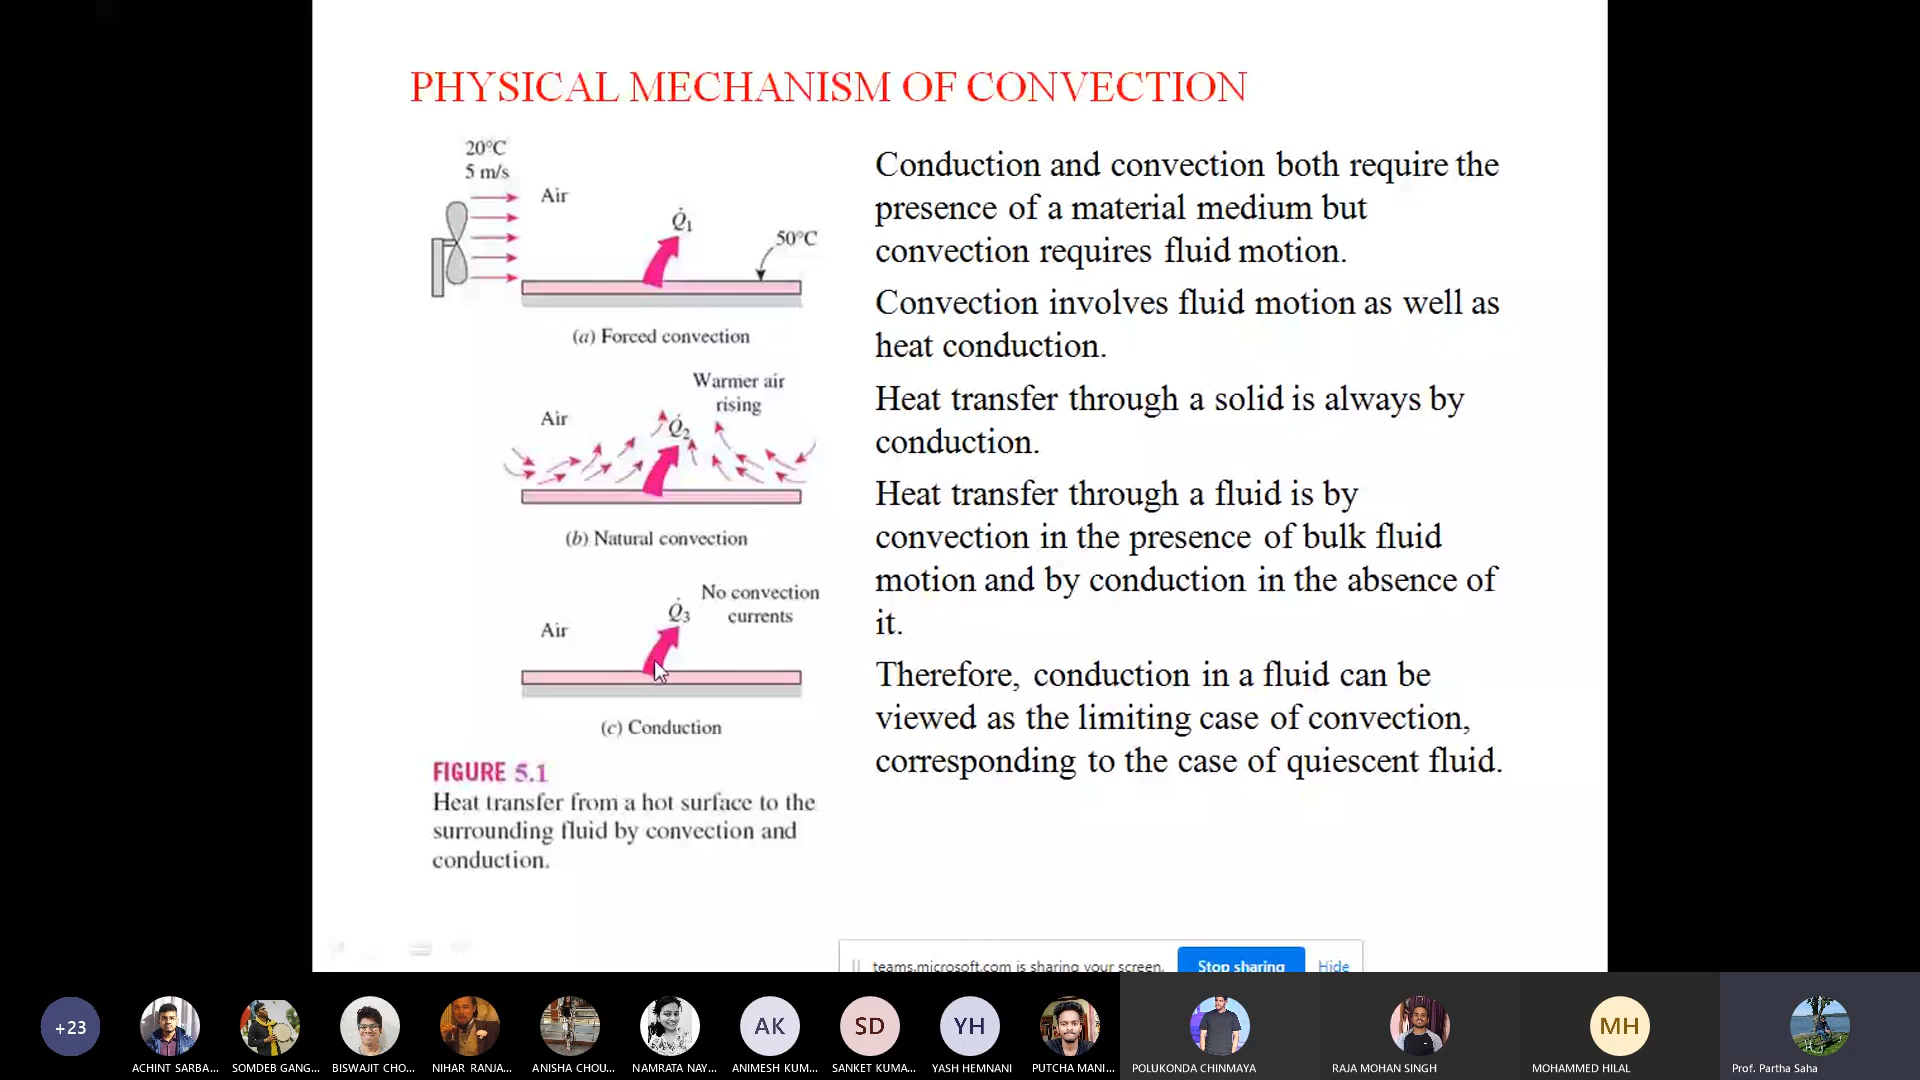 PHYSICAL MECHANISM OF CONVECTION
20°C
5 m/s
Air
Q̇1
50°C
(a) Forced convection
Warmer air
rising
Air
Q̇2
(b) Natural convection
No convection
currents
Q̇3
Air
(c) Conduction
FIGURE 5.1
Heat transfer from a hot surface to the
surrounding fluid by convection and
conduction.
Conduction and convection both require the
presence of a material medium but
convection requires fluid motion.
Convection involves fluid motion as well as
heat conduction.
Heat transfer through a solid is always by
conduction.
Heat transfer through a fluid is by
convection in the presence of bulk fluid
motion and by conduction in the absence of
it.
Therefore, conduction in a fluid can be
viewed as the limiting case of convection,
corresponding to the case of quiescent fluid.
teams.microsoft.com is sharing your screen.
Stop sharing
Hide
+23
AK
SD
YH
MH
ACHINT SARBA...
SOMDEB GANG...
BISWAJIT CHO...
NIHAR RANJA...
ANISHA CHOU...
NAMRATA NAY...
ANIMESH KUM...
SANKET KUMA...
YASH HEMNANI
PUTCHA MANI...
POLUKONDA CHINMAYA
RAJA MOHAN SINGH
MOHAMMED HILAL
Prof. Partha Saha